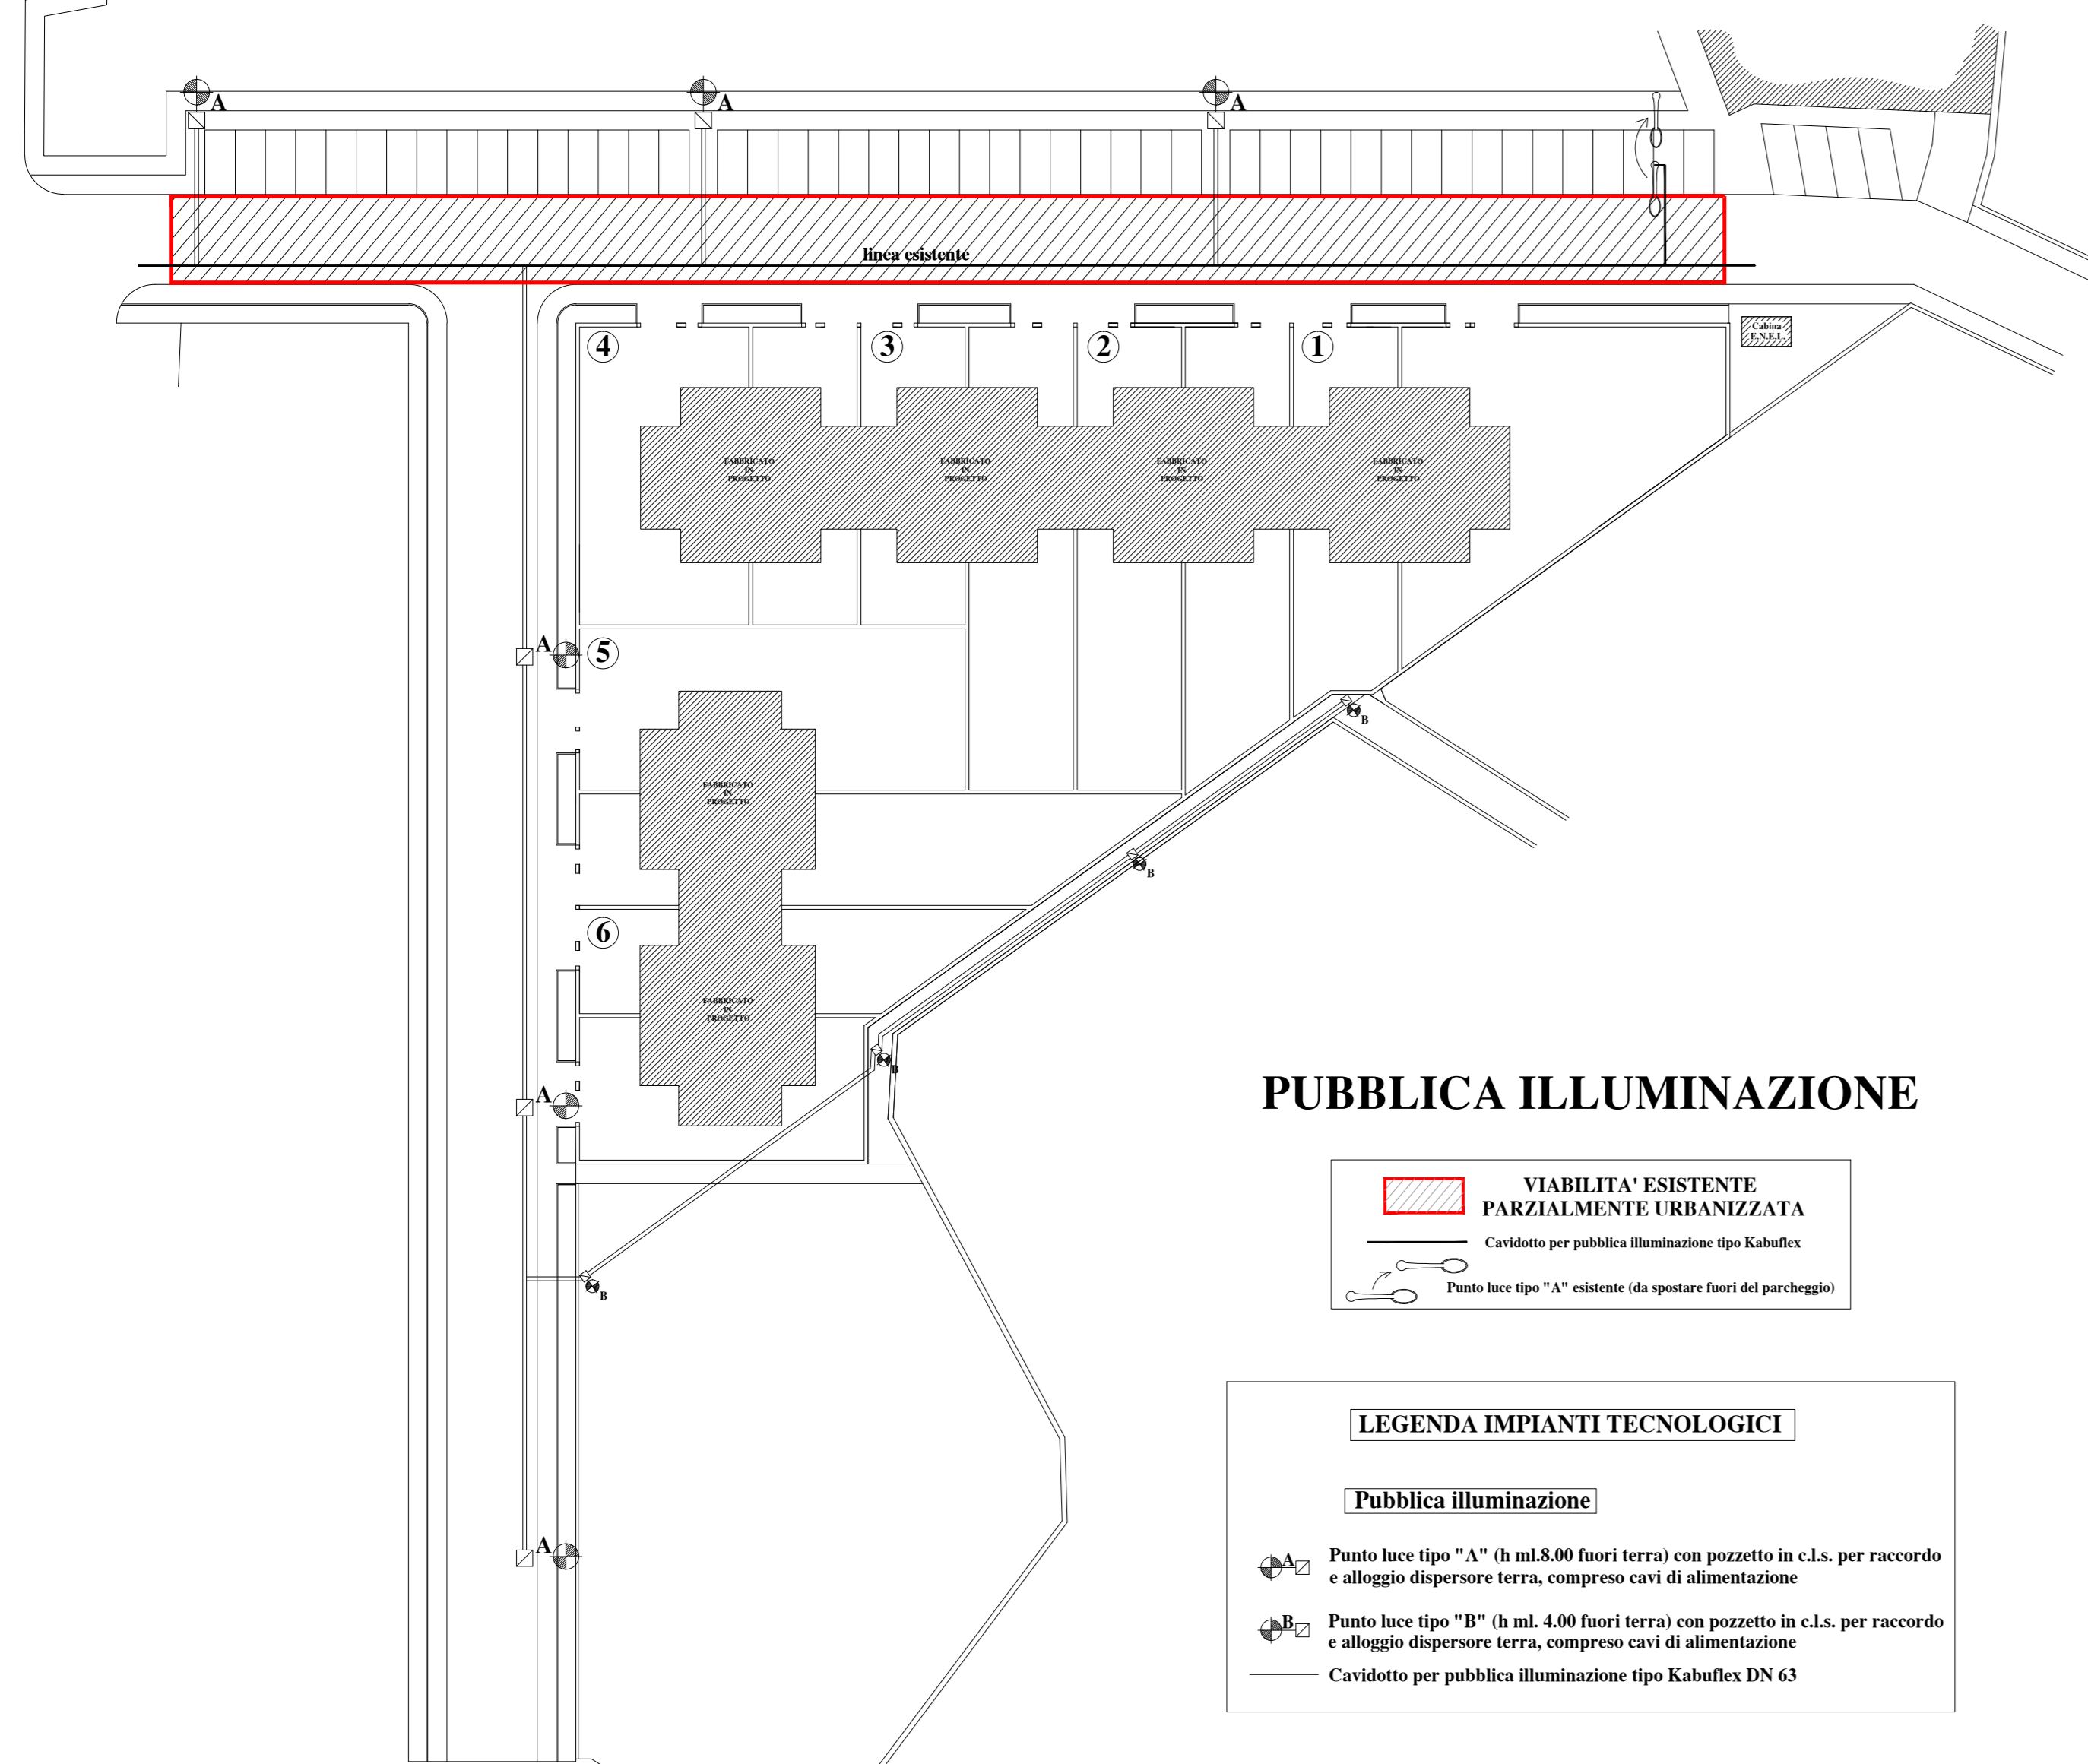 A
A
A
linea esistente
Cabina
E.N.E.L.
4
3
2
1
FABBRICATO
IN
PROGETTO
FABBRICATO
IN
PROGETTO
FABBRICATO
IN
PROGETTO
FABBRICATO
IN
PROGETTO
A
5
B
FABBRICATO
IN
PROGETTO
B
6
FABBRICATO
IN
PROGETTO
B
A
B
A
PUBBLICA ILLUMINAZIONE
VIABILITA' ESISTENTE
PARZIALMENTE URBANIZZATA
Cavidotto per pubblica illuminazione tipo Kabuflex
Punto luce tipo "A" esistente (da spostare fuori del parcheggio)
LEGENDA IMPIANTI TECNOLOGICI
Pubblica illuminazione
A
Punto luce tipo "A" (h ml.8.00 fuori terra) con pozzetto in c.l.s. per raccordo
e alloggio dispersore terra, compreso cavi di alimentazione
B
Punto luce tipo "B" (h ml. 4.00 fuori terra) con pozzetto in c.l.s. per raccordo
e alloggio dispersore terra, compreso cavi di alimentazione
Cavidotto per pubblica illuminazione tipo Kabuflex DN 63